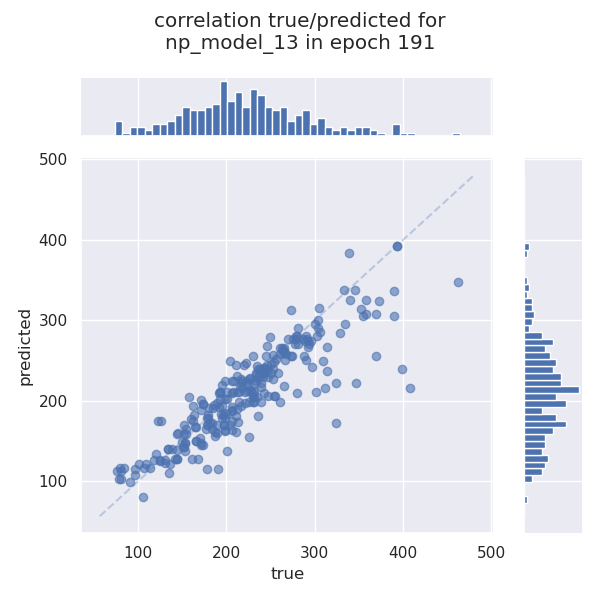 correlation true/predicted for
np_model_13 in epoch 191
500
400
300
200
100
predicted
100 200 300 400 500
true